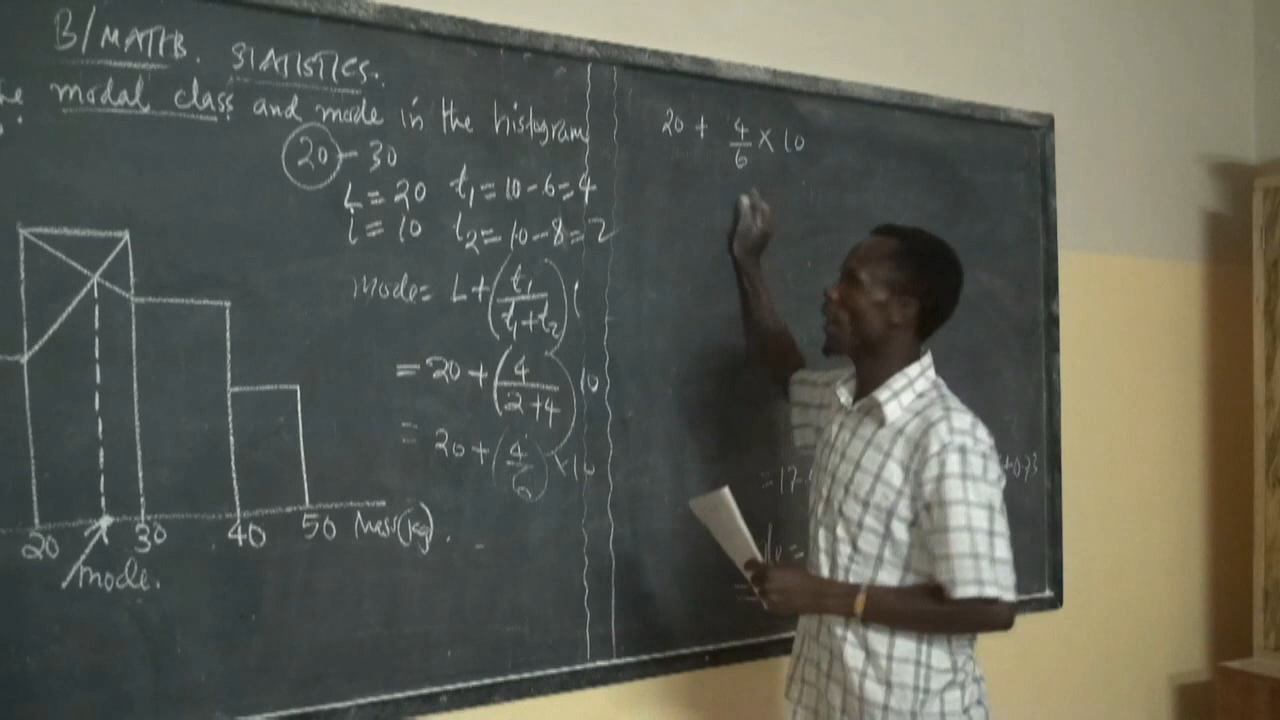 B/MATHS. STATISTICS.
modal class and mode in the histogram
20 - 30
L = 20 t₁ = 10 - 6 = 4
i = 10 t₂ = 10 - 8 = 2
mode = L + (t₁ / t₁ + t₂) i
= 20 + (4 / 2 + 4) 10
= 20 + (4 / 6) × 10
20 30 40 50 Mass (kg).
mode.
20 + 4/6 × 10